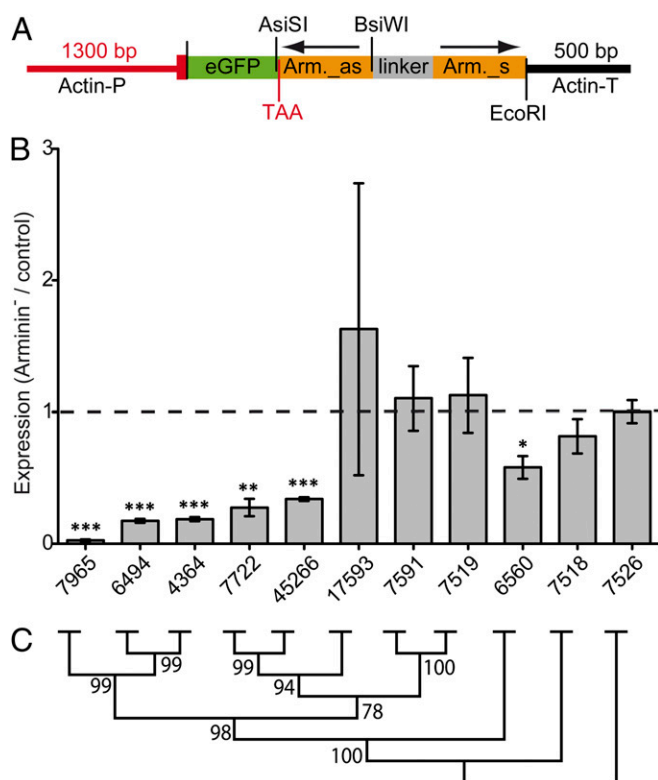 A
AsiSI BsiWI
1300 bp 500 bp
eGFP Arm._as linker Arm._s
Actin-P Actin-T
TAA EcoRI
B
Expression (Arminin⁻ / control)
3
2
1
0
*** *** *** ** *** *
7965 6494 4364 7722 45266 17593 7591 7519 6560 7518 7526
C
99 99 100
99 94
78
98
100